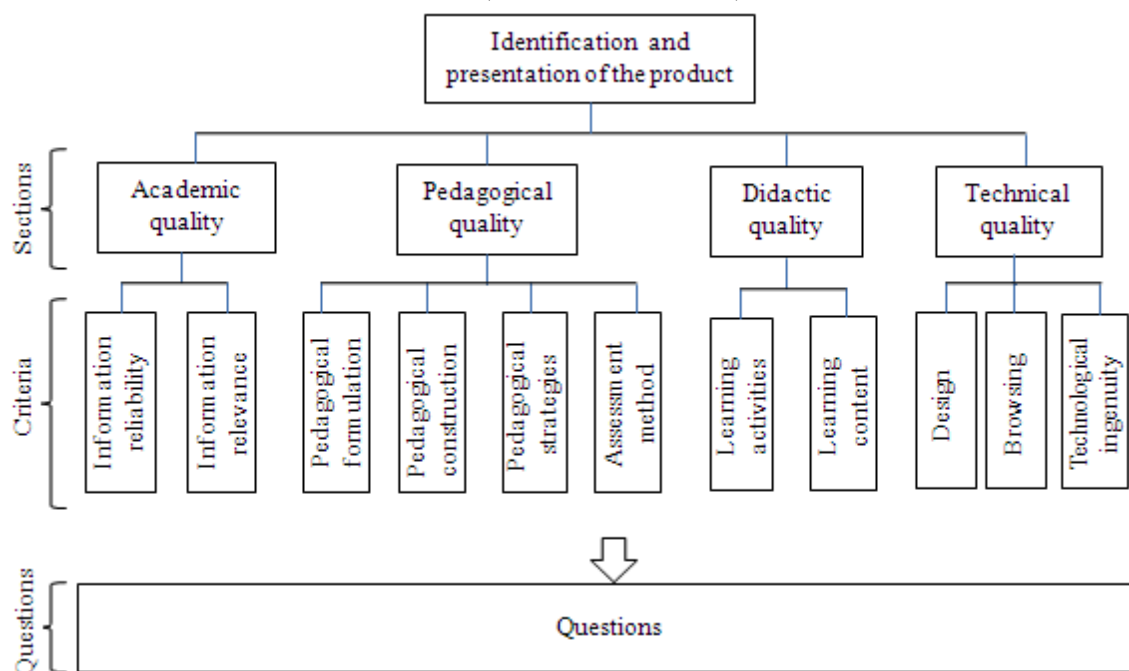 Identification and
presentation of the product
Sections
Academic
quality
Pedagogical
quality
Didactic
quality
Technical
quality
Criteria
Information
reliability
Information
relevance
Pedagogical
formulation
Pedagogical
construction
Pedagogical
strategies
Assessment
method
Learning
activities
Learning
content
Design
Browsing
Technological
ingenuity
Questions
Questions